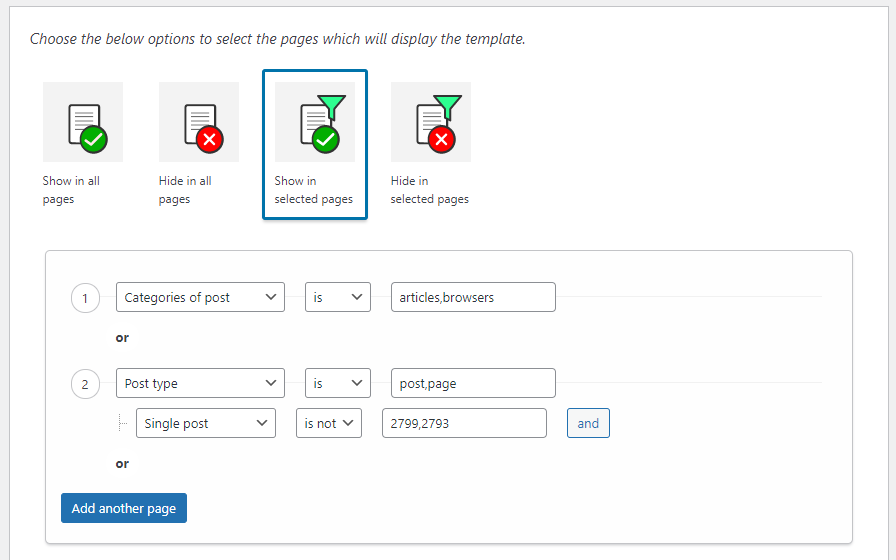 Choose the below options to select the pages which will display the template.
Show in all
pages
Hide in all
pages
Show in
selected pages
Hide in
selected pages
1 Categories of post is articles,browsers
or
2 Post type is post,page
Single post is not 2799,2793 and
or
Add another page